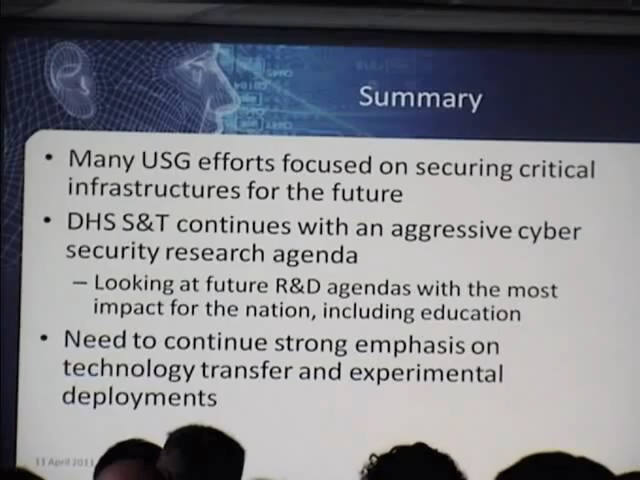 Summary
• Many USG efforts focused on securing critical
infrastructures for the future
• DHS S&T continues with an aggressive cyber
security research agenda
– Looking at future R&D agendas with the most
impact for the nation, including education
• Need to continue strong emphasis on
technology transfer and experimental
deployments
11 April 2011